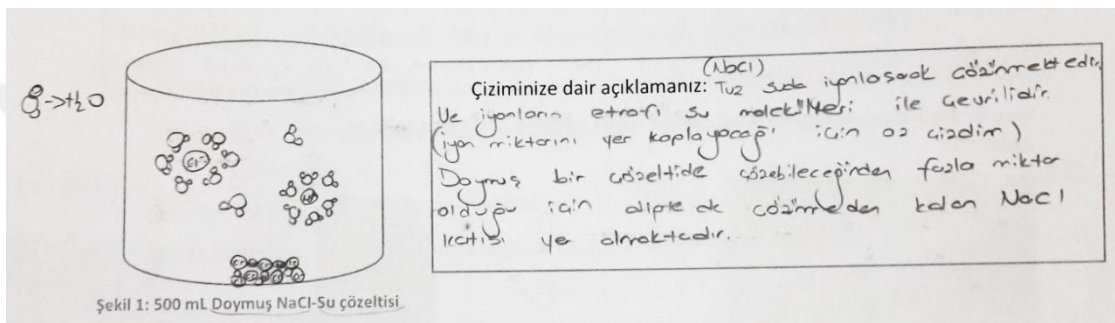 →H2O
Cl⁻
Şekil 1: 500 mL Doymuş NaCl-Su çözeltisi
(NaCl)
Çiziminize dair açıklamanız: Tuz suda iyonlaşarak çözünmektedir.
Ve iyonların etrafı su molekülleri ile çevrilidir.
(iyon miktarını yer kaplayacağı için az çizdim)
Doymuş bir çözeltide çözebileceğinden fazla miktar
olduğu için dipte de çözünmeden kalan NaCl
katısı yer almaktadır.